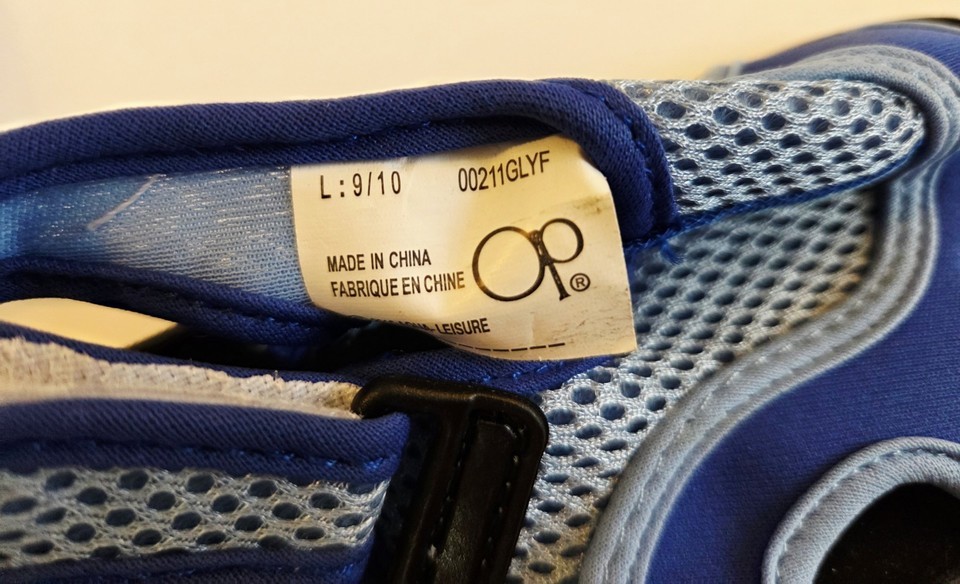 L: 9/10 00211GLYF
op®
MADE IN CHINA
FABRIQUE EN CHINE
LEISURE